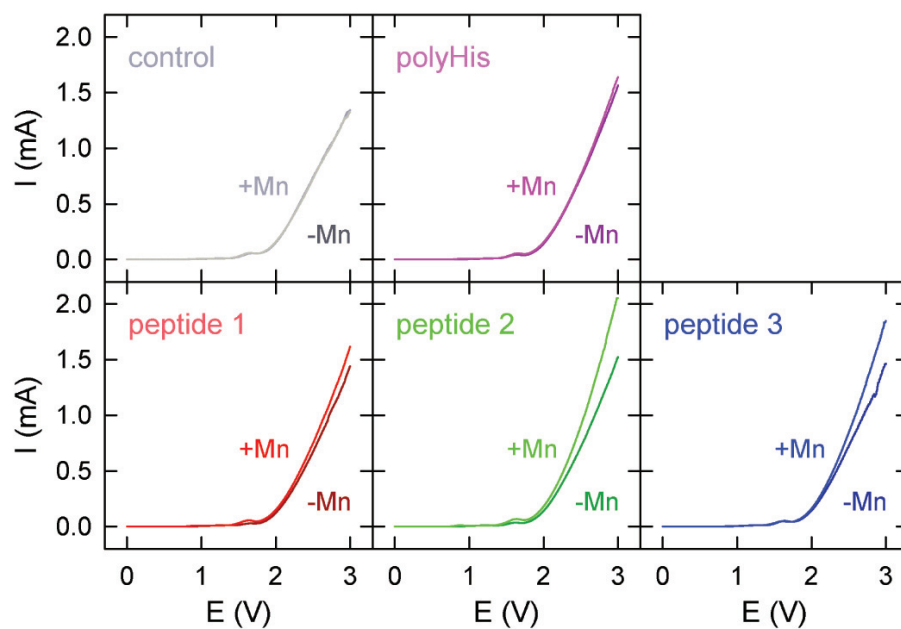 2.0
control
polyHis
1.5
I (mA)
1.0
+Mn
+Mn
0.5
-Mn
-Mn
0.0
2.0
peptide 1
peptide 2
peptide 3
1.5
I (mA)
1.0
+Mn
+Mn
+Mn
0.5
-Mn
-Mn
-Mn
0.0
0 1 2 3
0 1 2 3
0 1 2 3
E (V)
E (V)
E (V)